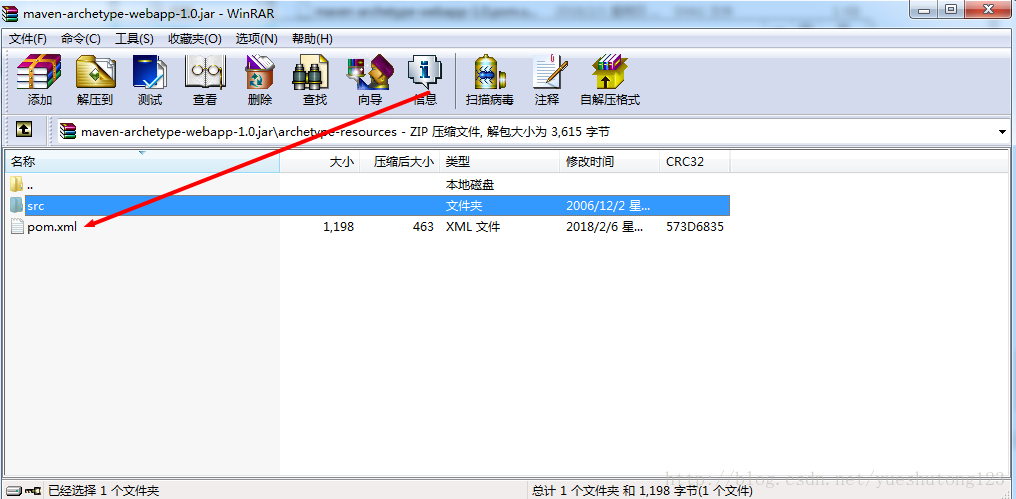 maven-archetype-webapp-1.0.jar - WinRAR
文件(F) 命令(C) 工具(S) 收藏夹(O) 选项(N) 帮助(H)
添加 解压到 测试 查看 删除 查找 向导 信息 扫描病毒 注释 自解压格式
maven-archetype-webapp-1.0.jar\archetype-resources - ZIP 压缩文件, 解包大小为 3,615 字节
名称 大小 压缩后大小 类型 修改时间 CRC32
.. 本地磁盘
src 文件夹 2006/12/2 星...
pom.xml 1,198 463 XML 文件 2018/2/6 星... 573D6835
http://blog.csdn.net/yueshutong123
已经选择 1 个文件夹 总计 1 个文件夹 和 1,198 字节(1 个文件)